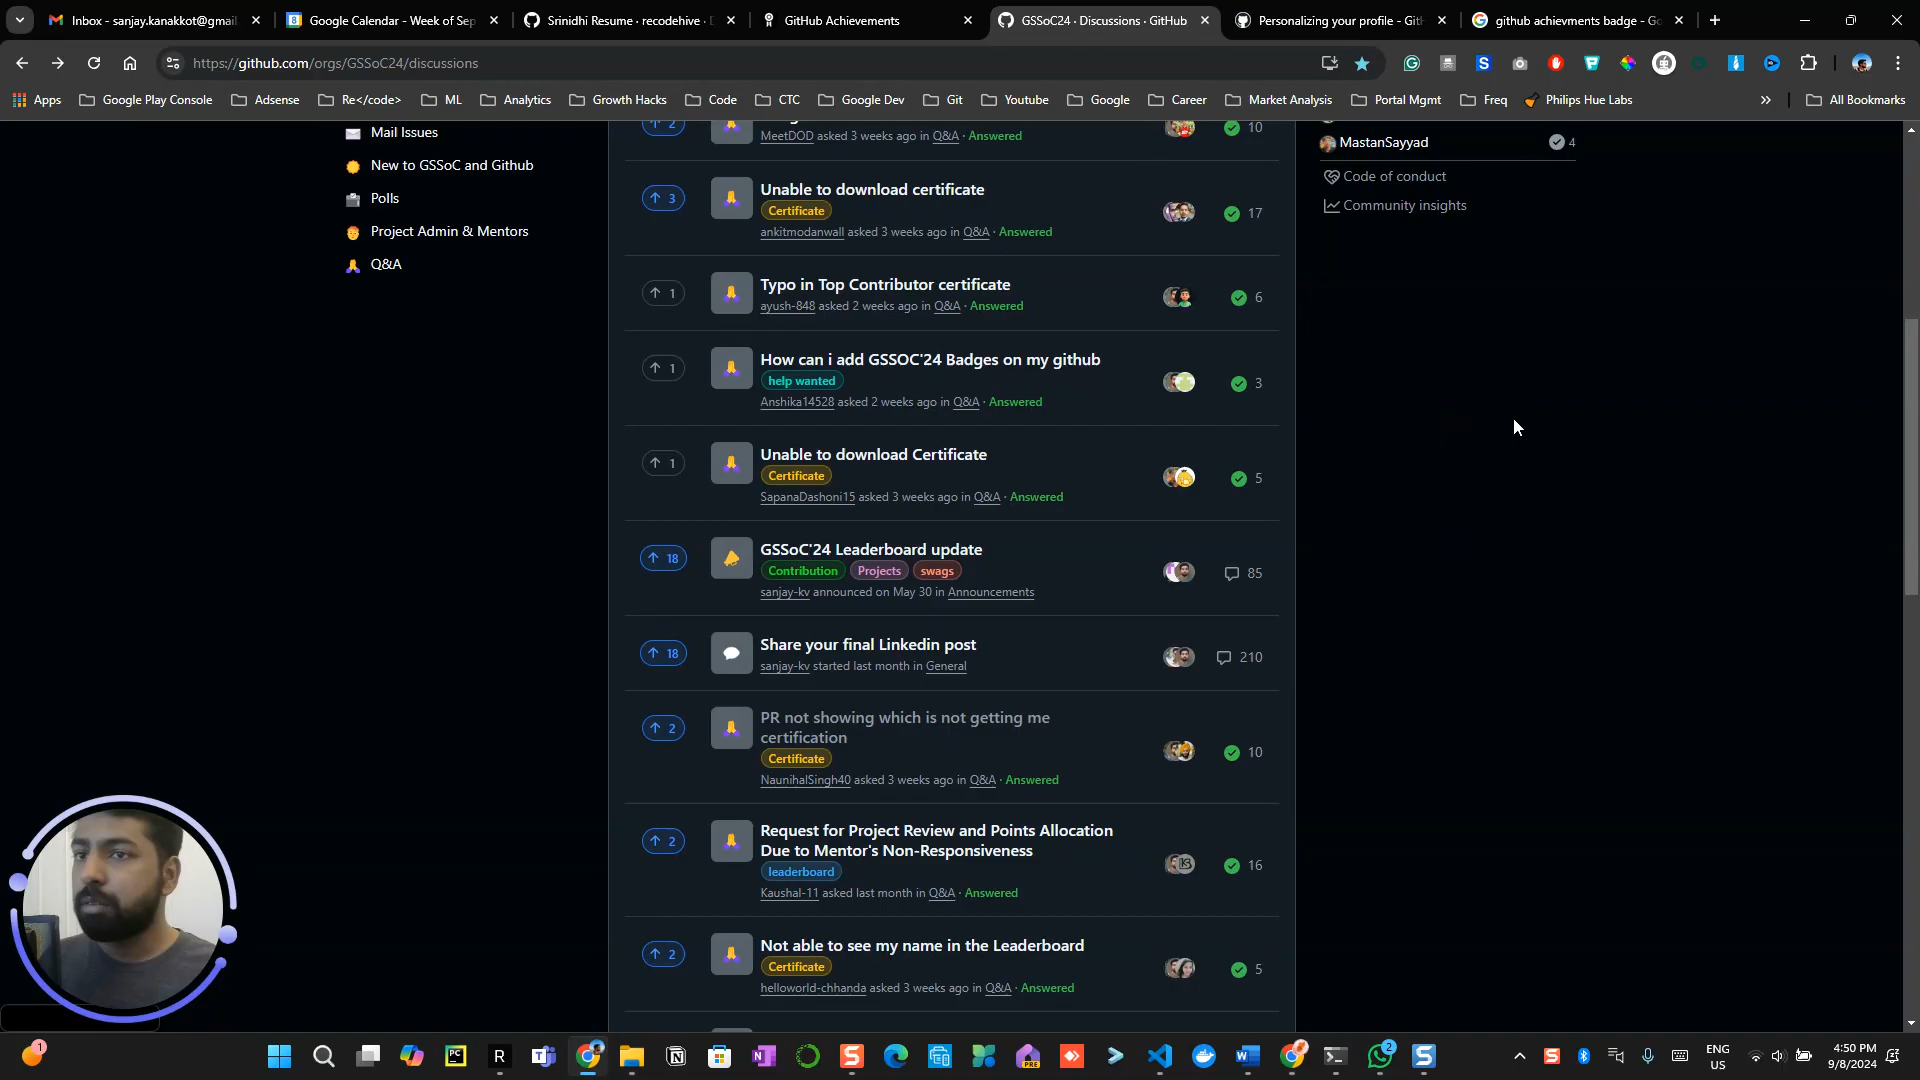 Inbox - sanjay.kanakkot@gmail
Google Calendar - Week of Sep
Srinidhi Resume · recodehive · D
GitHub Achievements
GSSoC24 · Discussions · GitHub
Personalizing your profile - Git
github achievments badge - Go
https://github.com/orgs/GSSoC24/discussions
Apps
Google Play Console
Adsense
Re</code>
ML
Analytics
Growth Hacks
Code
CTC
Google Dev
Git
Youtube
Google
Career
Market Analysis
Portal Mgmt
Freq
Philips Hue Labs
»
All Bookmarks
Mail Issues
New to GSSoC and Github
Polls
Project Admin & Mentors
Q&A
2
MeetDOD asked 3 weeks ago in Q&A · Answered
10
3
Unable to download certificate
Certificate
ankitmodanwall asked 3 weeks ago in Q&A · Answered
17
1
Typo in Top Contributor certificate
ayush-848 asked 2 weeks ago in Q&A · Answered
6
1
How can i add GSSOC'24 Badges on my github
help wanted
Anshika14528 asked 2 weeks ago in Q&A · Answered
3
1
Unable to download Certificate
Certificate
SapanaDashoni15 asked 3 weeks ago in Q&A · Answered
5
18
GSSoC'24 Leaderboard update
Contribution Projects swags
sanjay-kv announced on May 30 in Announcements
85
18
Share your final Linkedin post
sanjay-kv started last month in General
210
2
PR not showing which is not getting me
certification
Certificate
NaunihalSingh40 asked 3 weeks ago in Q&A · Answered
10
2
Request for Project Review and Points Allocation
Due to Mentor's Non-Responsiveness
leaderboard
Kaushal-11 asked last month in Q&A · Answered
16
2
Not able to see my name in the Leaderboard
Certificate
helloworld-chhanda asked 3 weeks ago in Q&A · Answered
5
MastanSayyad
4
Code of conduct
Community insights
1
PC
R
PRE
2
ENG
US
4:50 PM
9/8/2024